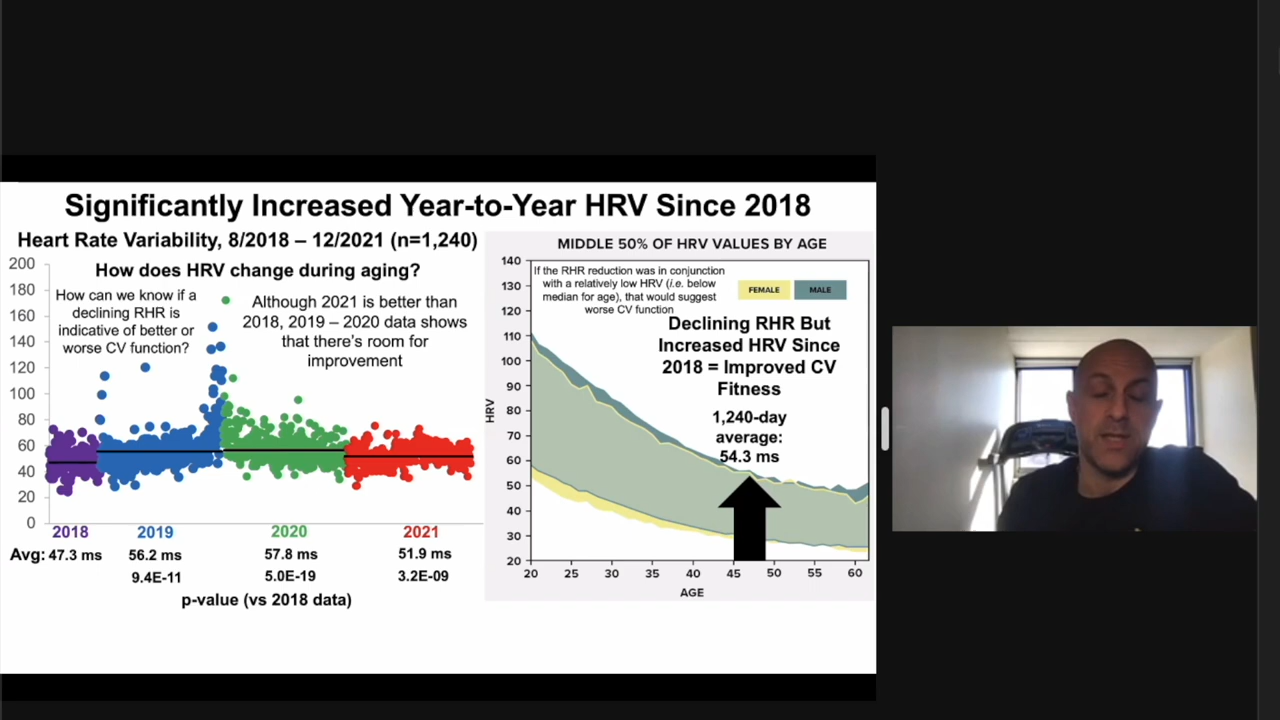 Significantly Increased Year-to-Year HRV Since 2018
Heart Rate Variability, 8/2018 – 12/2021 (n=1,240)
How does HRV change during aging?
How can we know if a
declining RHR is
indicative of better or
worse CV function?
Although 2021 is better than
2018, 2019 – 2020 data shows
that there's room for
improvement
200
180
160
140
120
100
80
60
40
20
0
2018
2019
2020
2021
Avg: 47.3 ms
56.2 ms
57.8 ms
51.9 ms
9.4E-11
5.0E-19
3.2E-09
p-value (vs 2018 data)
MIDDLE 50% OF HRV VALUES BY AGE
If the RHR reduction was in conjunction
with a relatively low HRV (i.e. below
median for age), that would suggest
worse CV function
FEMALE
MALE
Declining RHR But
Increased HRV Since
2018 = Improved CV
Fitness
1,240-day
average:
54.3 ms
140
130
120
110
100
90
80
70
60
50
40
30
20
HRV
20
25
30
35
40
45
50
55
60
AGE